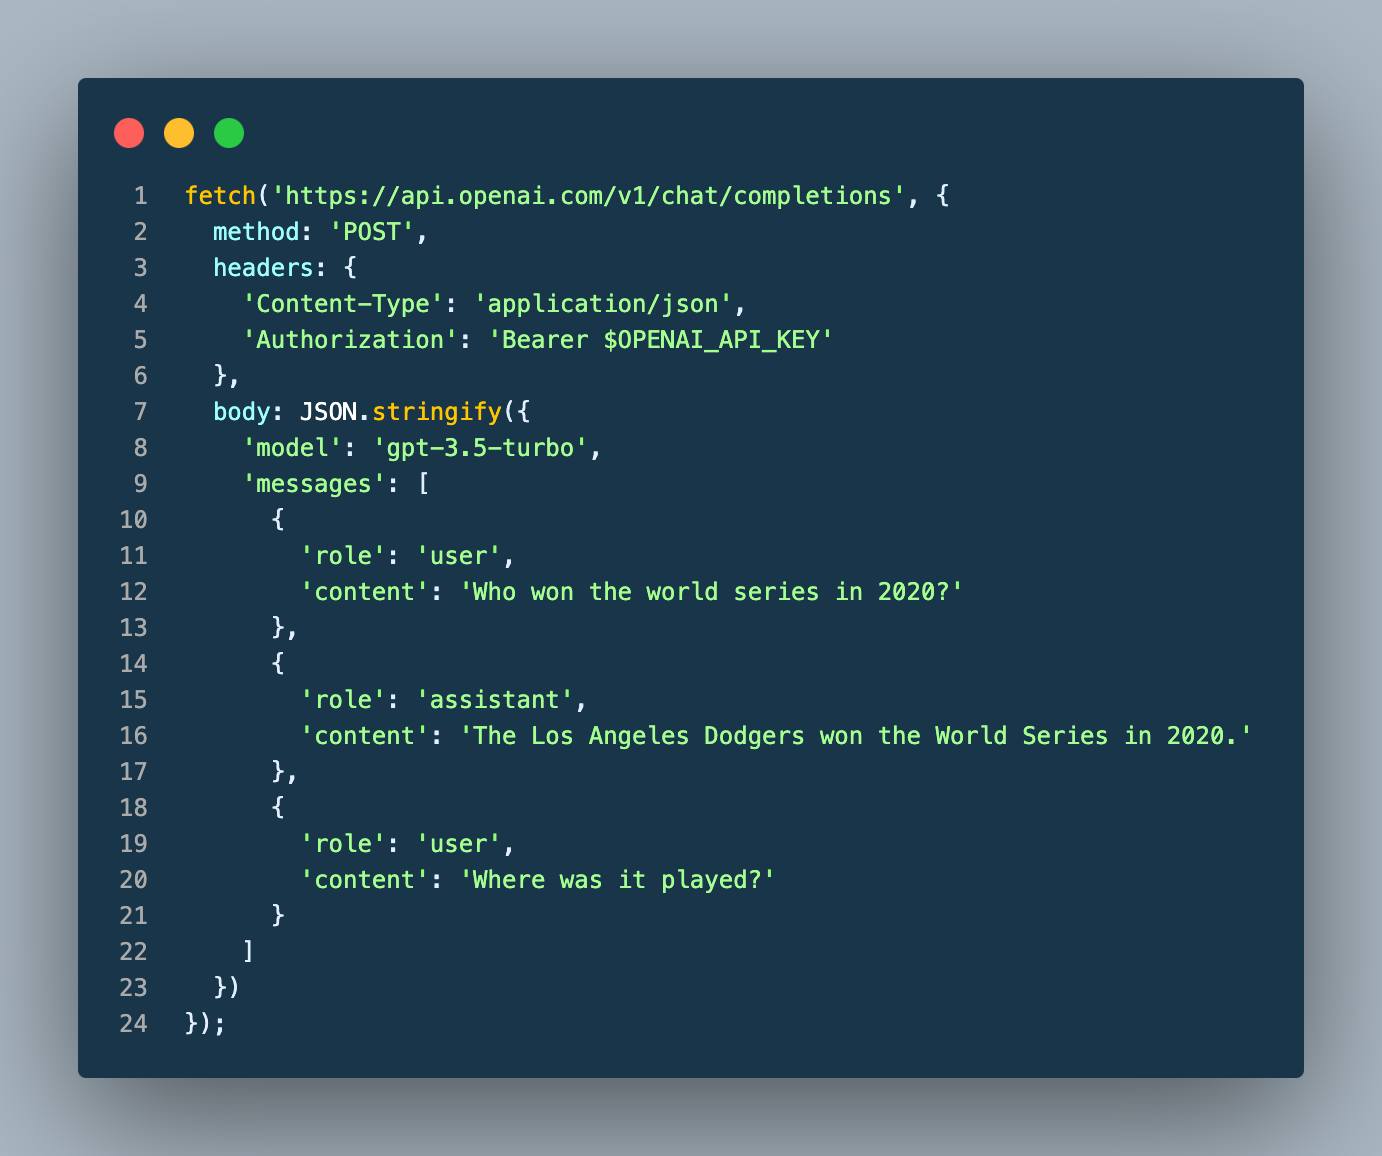 1 fetch('https://api.openai.com/v1/chat/completions', {
2   method: 'POST',
3   headers: {
4     'Content-Type': 'application/json',
5     'Authorization': 'Bearer $OPENAI_API_KEY'
6   },
7   body: JSON.stringify({
8     'model': 'gpt-3.5-turbo',
9     'messages': [
10       {
11         'role': 'user',
12         'content': 'Who won the world series in 2020?'
13       },
14       {
15         'role': 'assistant',
16         'content': 'The Los Angeles Dodgers won the World Series in 2020.'
17       },
18       {
19         'role': 'user',
20         'content': 'Where was it played?'
21       }
22     ]
23   })
24 });